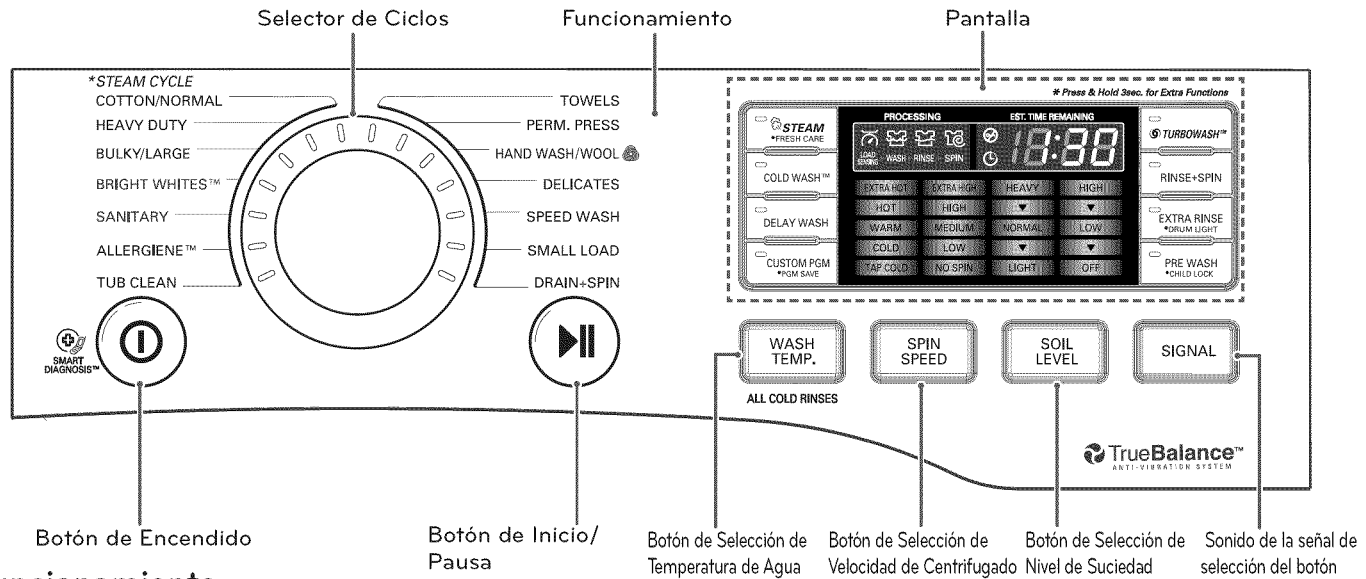 Selector de Ciclos
Funcionamiento
Pantalla
*STEAM CYCLE
COTTON/NORMAL
HEAVY DUTY
BULKY/LARGE
BRIGHT WHITES™
SANITARY
ALLERGIENE™
TUB CLEAN
TOWELS
PERM. PRESS
HAND WASH/WOOL
DELICATES
SPEED WASH
SMALL LOAD
DRAIN+SPIN
SMART
DIAGNOSIS™
* Press & Hold 3sec. for Extra Functions
STEAM
*FRESH CARE
COLD WASH™
DELAY WASH
CUSTOM PGM
*PGM SAVE
PROCESSING
EST. TIME REMAINING
LOAD
SENSING
WASH
RINSE
SPIN
1:30
EXTRA HOT
EXTRA HIGH
HEAVY
HIGH
HOT
HIGH
WARM
MEDIUM
NORMAL
LOW
COLD
LOW
TAP COLD
NO SPIN
LIGHT
OFF
TURBOWASH™
RINSE+SPIN
EXTRA RINSE
*DRUM LIGHT
PRE WASH
*CHILD LOCK
WASH
TEMP.
SPIN
SPEED
SOIL
LEVEL
SIGNAL
ALL COLD RINSES
TrueBalance™
ANTI-VIBRATION SYSTEM
Botón de Encendido
Botón de Inicio/
Pausa
Botón de Selección de
Temperatura de Agua
Botón de Selección de
Velocidad de Centrifugado
Botón de Selección de
Nivel de Suciedad
Sonido de la señal de
selección del botón